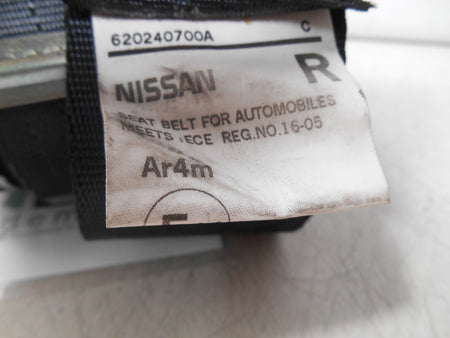 620240700A C
NISSAN R
SEAT BELT FOR AUTOMOBILES
MEETS ECE REG.NO.16-05
Ar4m
E